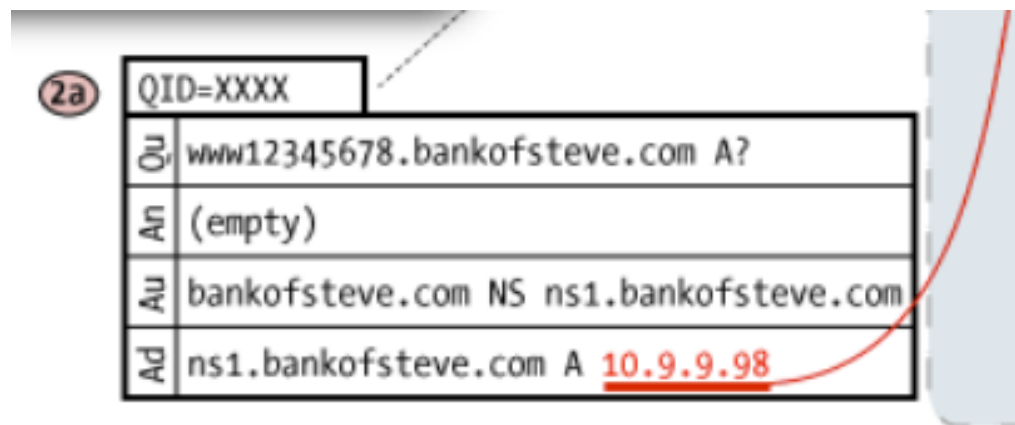 2a
QID=XXXX
Qu www12345678.bankofsteve.com A?
An (empty)
Au bankofsteve.com NS ns1.bankofsteve.com
Ad ns1.bankofsteve.com A 10.9.9.98